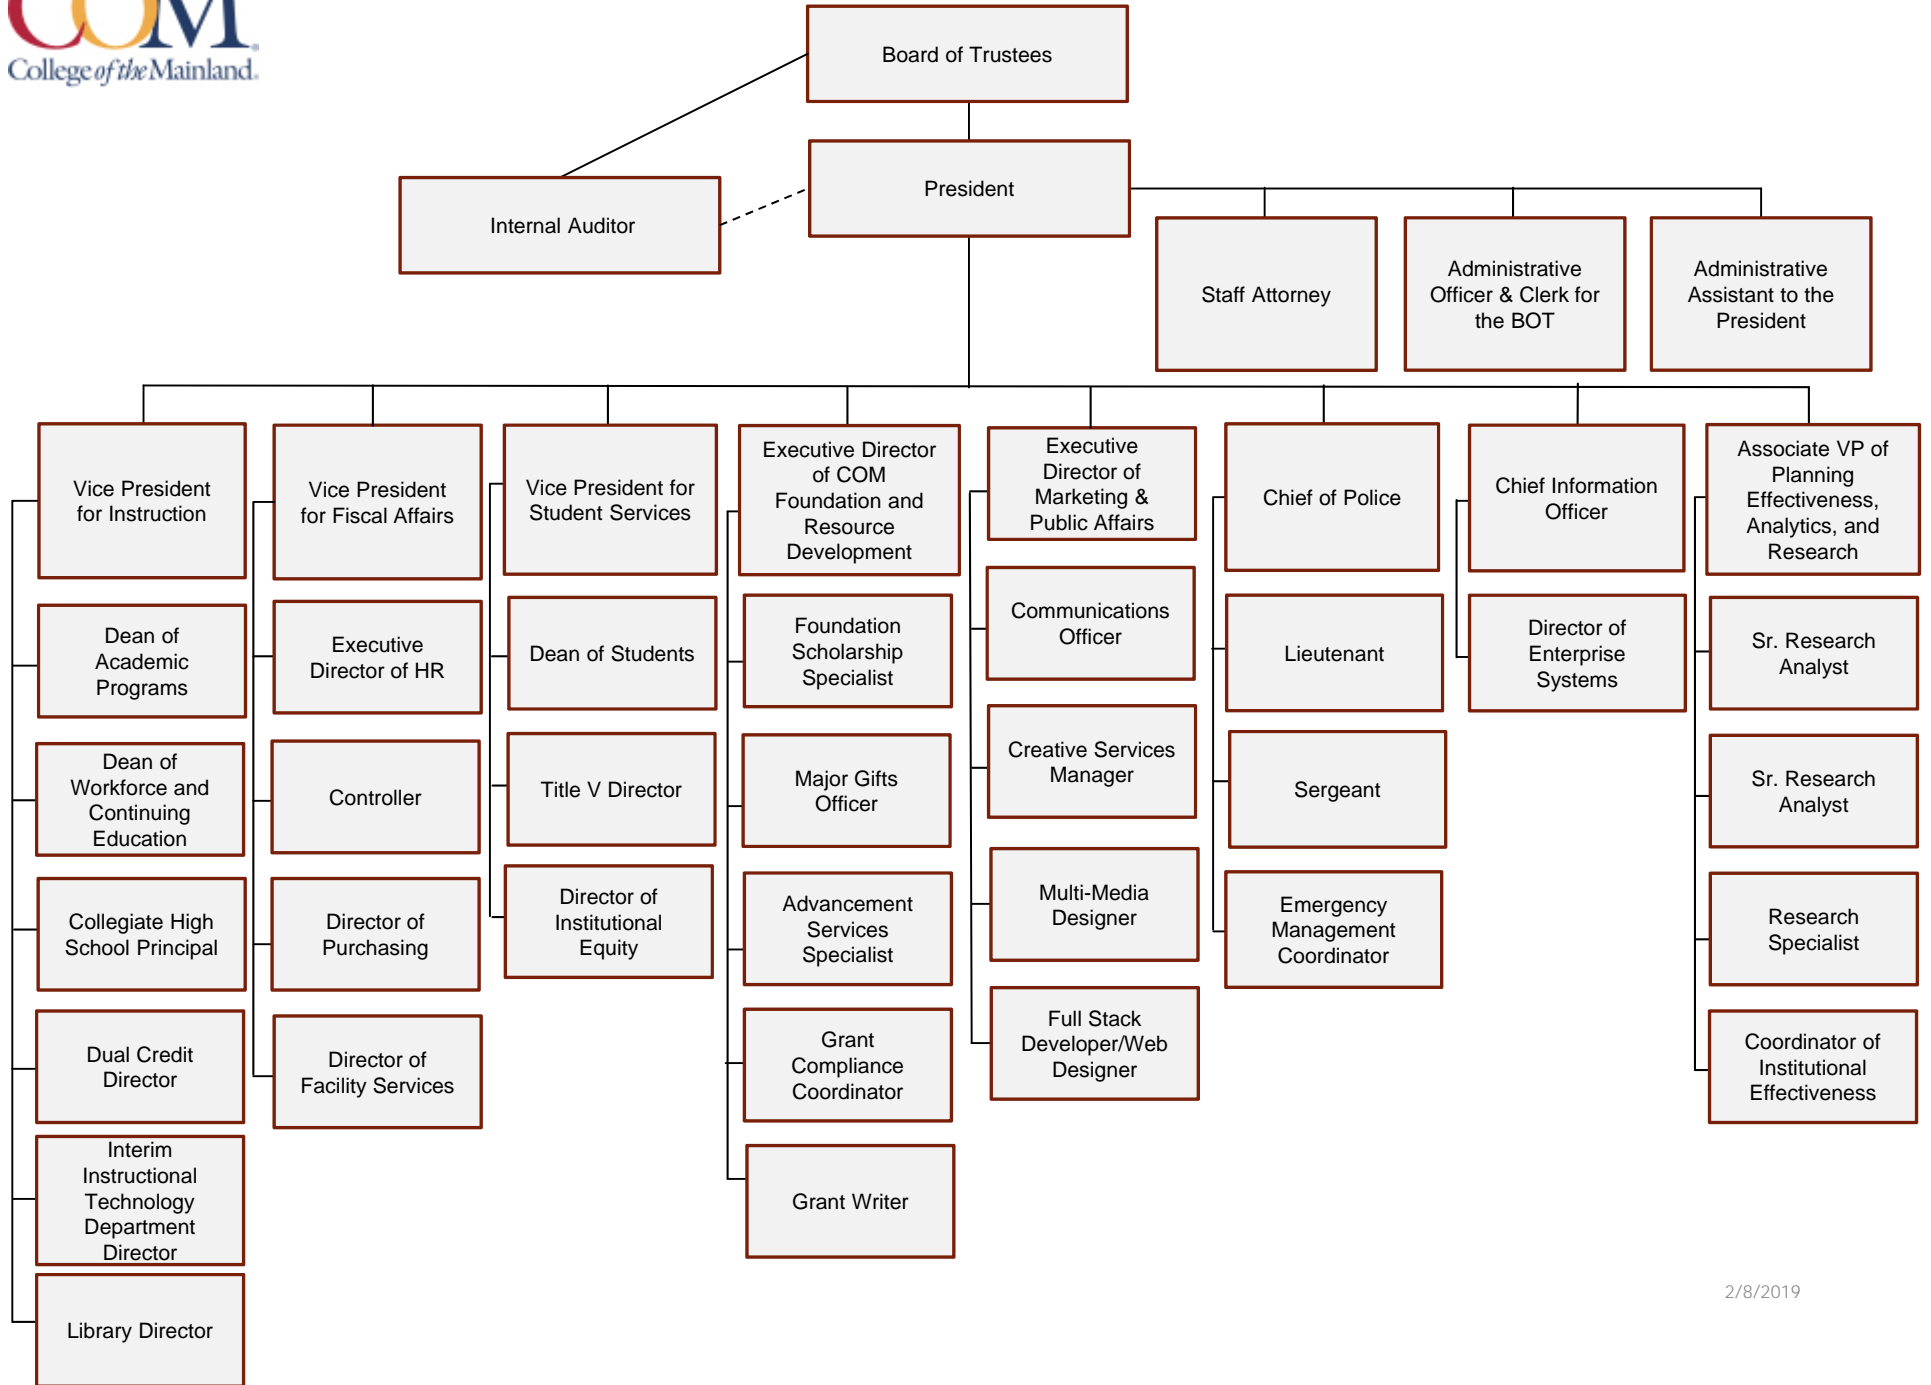 COM
College of the Mainland.
Board of Trustees
President
Internal Auditor
Staff Attorney
Administrative
Officer & Clerk for
the BOT
Administrative
Assistant to the
President
Vice President
for Instruction
Dean of
Academic
Programs
Dean of
Workforce and
Continuing
Education
Collegiate High
School Principal
Dual Credit
Director
Interim
Instructional
Technology
Department
Director
Library Director
Vice President
for Fiscal Affairs
Executive
Director of HR
Controller
Director of
Purchasing
Director of
Facility Services
Vice President for
Student Services
Dean of Students
Title V Director
Director of
Institutional
Equity
Executive Director
of COM
Foundation and
Resource
Development
Foundation
Scholarship
Specialist
Major Gifts
Officer
Advancement
Services
Specialist
Grant
Compliance
Coordinator
Grant Writer
Executive
Director of
Marketing &
Public Affairs
Communications
Officer
Creative Services
Manager
Multi-Media
Designer
Full Stack
Developer/Web
Designer
Chief of Police
Lieutenant
Sergeant
Emergency
Management
Coordinator
Chief Information
Officer
Director of
Enterprise
Systems
Associate VP of
Planning
Effectiveness,
Analytics, and
Research
Sr. Research
Analyst
Sr. Research
Analyst
Research
Specialist
Coordinator of
Institutional
Effectiveness
2/8/2019